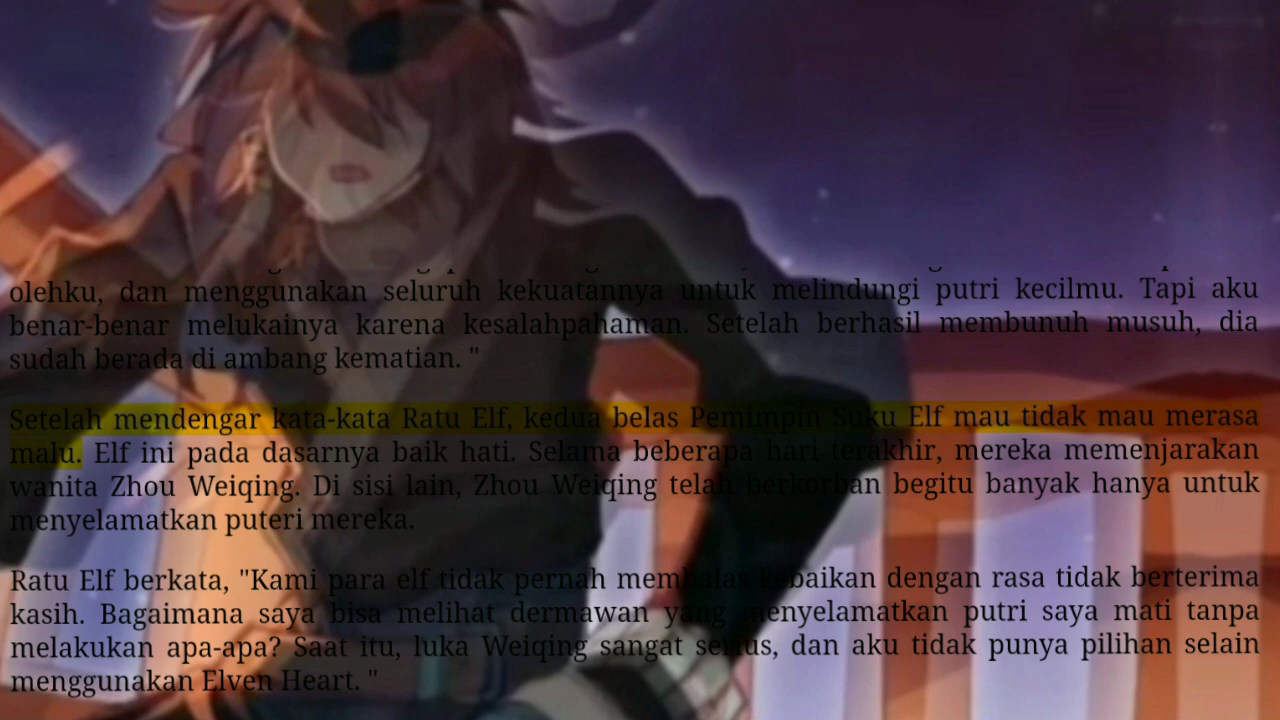 olehku, dan menggunakan seluruh kekuatannya untuk melindungi putri kecilmu. Tapi aku
benar-benar melukainya karena kesalahpahaman. Setelah berhasil membunuh musuh, dia
sudah berada di ambang kematian. "
Setelah mendengar kata-kata Ratu Elf, kedua belas Pemimpin Suku Elf mau tidak mau merasa
malu. Elf ini pada dasarnya baik hati. Selama beberapa hari terakhir, mereka memenjarakan
wanita Zhou Weiqing. Di sisi lain, Zhou Weiqing telah berkorban begitu banyak hanya untuk
menyelamatkan puteri mereka.
Ratu Elf berkata, "Kami para elf tidak pernah membalas kebaikan dengan rasa tidak berterima
kasih. Bagaimana saya bisa melihat dermawan yang menyelamatkan putri saya mati tanpa
melakukan apa-apa? Saat itu, luka Weiqing sangat serius, dan aku tidak punya pilihan selain
menggunakan Elven Heart. "